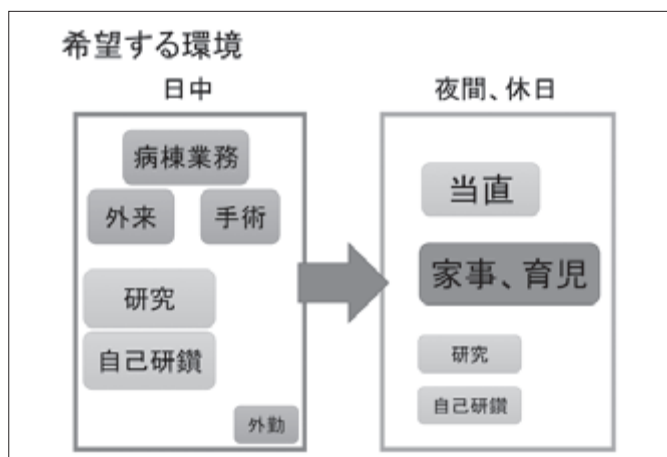 希望する環境
日中
病棟業務
外来
手術
研究
自己研鑽
外勤
夜間、休日
当直
家事、育児
研究
自己研鑽